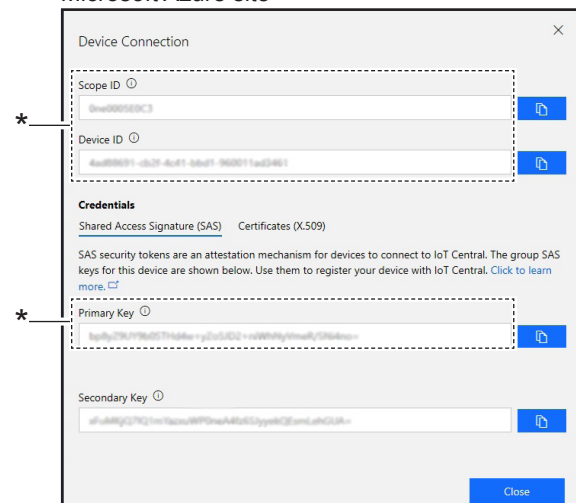 Microsoft Azure site
Device Connection
Scope ID
*
Device ID
Credentials
Shared Access Signature (SAS) Certificates (X.509)
SAS security tokens are an attestation mechanism for devices to connect to IoT Central. The group SAS
keys for this device are shown below. Use them to register your device with IoT Central. Click to learn
more.
*
Primary Key
Secondary Key
Close